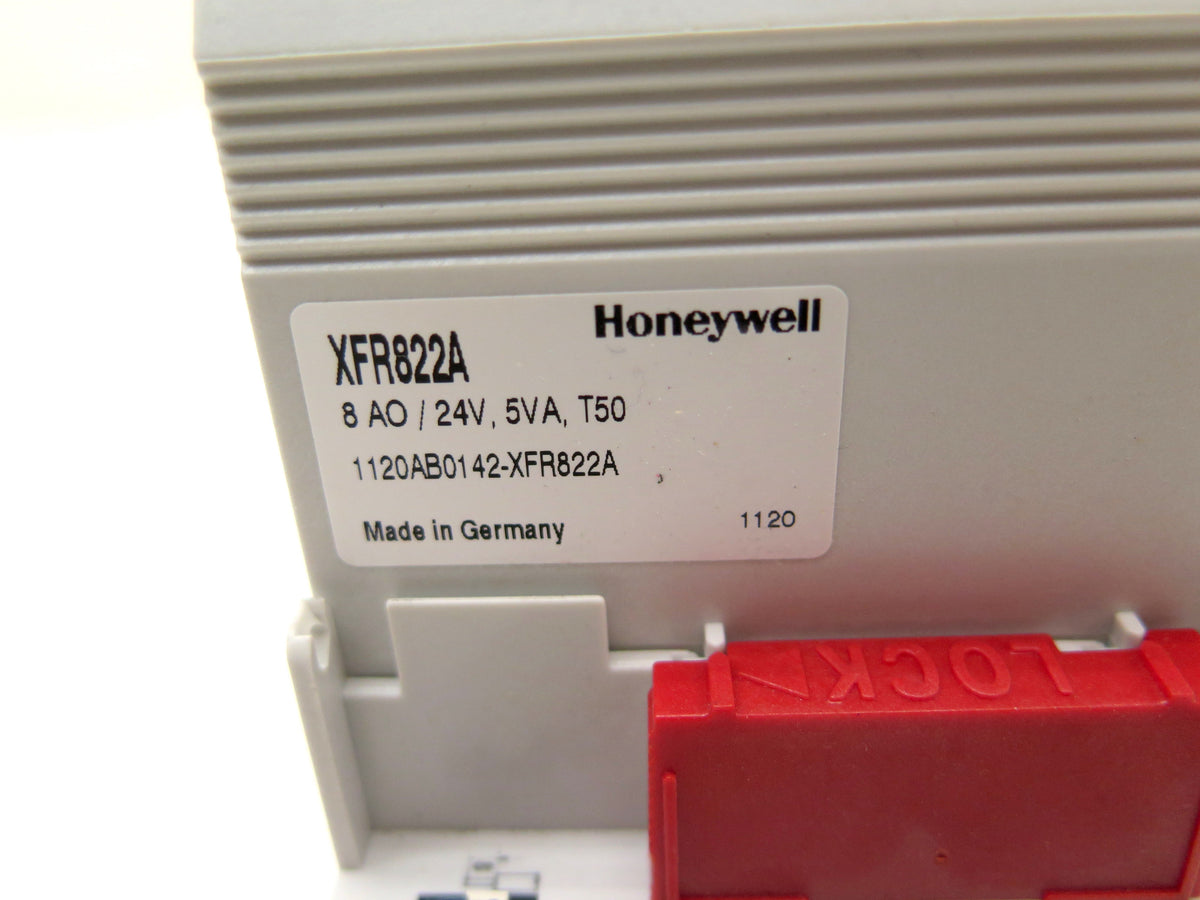 Honeywell
XFR822A
8 AO / 24V, 5VA, T50
1120AB0142-XFR822A
Made in Germany
1120
LOCK